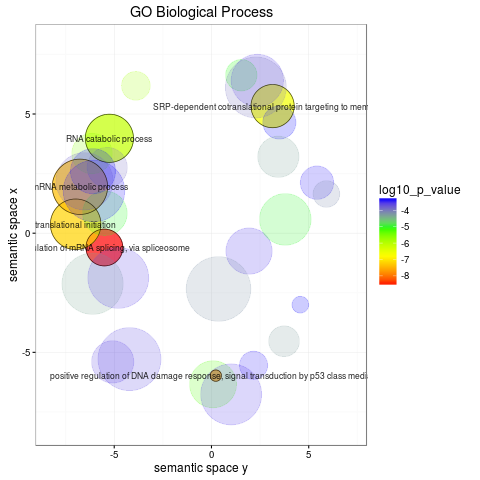 GO Biological Process
SRP-dependent cotranslational protein targeting to mem
RNA catabolic process
mRNA metabolic process
translational initiation
lation of mRNA splicing, via spliceosome
positive regulation of DNA damage response, signal transduction by p53 class medi
5
0
-5
semantic space x
-5
0
5
semantic space y
log10_p_value
-4
-5
-6
-7
-8